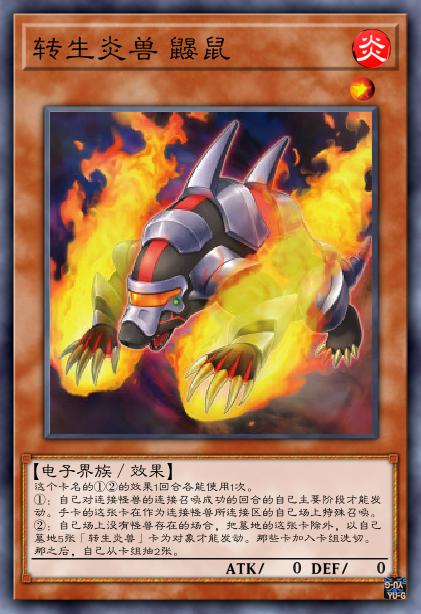 转生炎兽 鼹鼠
炎
【电子界族／效果】
这个卡名的①②的效果1回合各能使用1次。
①：自己对连接怪兽的连接召唤成功的回合的自己主要阶段才能发
动。手卡的这张卡在作为连接怪兽所连接区的自己场上特殊召唤。
②：自己场上没有怪兽存在的场合，把墓地的这张卡除外，以自己
墓地5张「转生炎兽」卡为对象才能发动。那些卡加入卡组洗切。
那之后，自己从卡组抽2张。
ATK/ 0 DEF/ 0